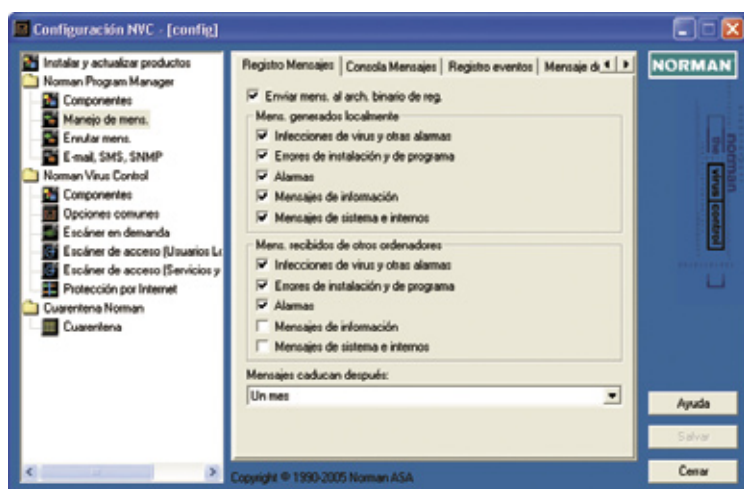 Configuración NVC - [config]
Instalar y actualizar productos
Norman Program Manager
Componentes
Manejo de mens.
Enrutar mens.
E-mail, SMS, SNMP
Norman Virus Control
Componentes
Opciones comunes
Escáner en demanda
Escáner de acceso (Usuarios Lo
Escáner de acceso (Servicios y
Protección por Internet
Cuarentena Norman
Cuarentena
Registro Mensajes
Consola Mensajes
Registro eventos
Mensaje de
Enviar mens. al arch. binario de reg.
Mens. generados localmente
Infecciones de virus y otras alarmas
Errores de instalación y de programa
Alarmas
Mensajes de información
Mensajes de sistema e internos
Mens. recibidos de otros ordenadores
Infecciones de virus y otras alarmas
Errores de instalación y de programa
Alarmas
Mensajes de información
Mensajes de sistema e internos
Mensajes caducan después:
Un mes
Copyright © 1990-2005 Norman ASA
NORMAN
norman
the virus control
Ayuda
Salvar
Cerrar